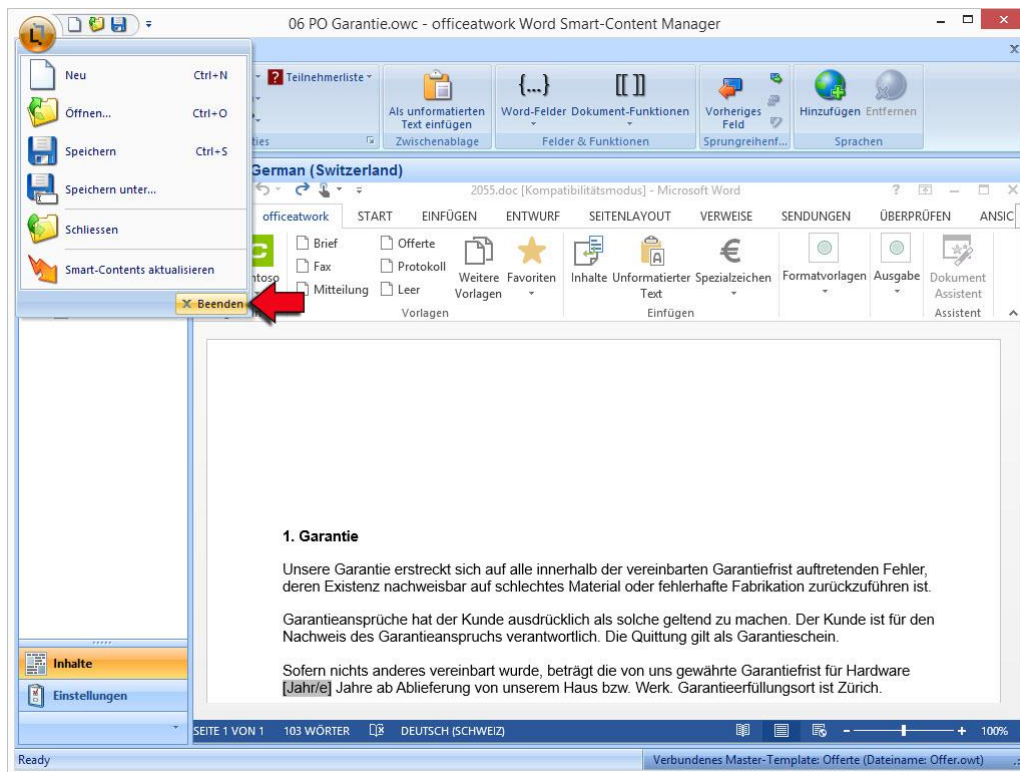 06 PO Garantie.owc - officeatwork Word Smart-Content Manager
Neu Ctrl+N
Öffnen... Ctrl+O
Speichern Ctrl+S
Speichern unter...
Schliessen
Smart-Contents aktualisieren
Beenden
Teilnehmerliste
Als unformatierten
Text einfügen
Zwischenablage
{...} [[ ]]
Word-Felder Dokument-Funktionen
Felder & Funktionen
Vorheriges
Feld
Sprungreihenf...
Hinzufügen Entfernen
Sprachen
German (Switzerland)
2055.doc [Kompatibilitätsmodus] - Microsoft Word
officeatwork START EINFÜGEN ENTWURF SEITENLAYOUT VERWEISE SENDUNGEN ÜBERPRÜFEN ANSIC
Brief
Fax
Mitteilung
Offerte
Protokoll
Leer
Weitere
Vorlagen
Favoriten
Vorlagen
Inhalte
Unformatierter
Text
Spezialzeichen
Einfügen
Formatvorlagen
Ausgabe
Dokument
Assistent
Assistent
1. Garantie
Unsere Garantie erstreckt sich auf alle innerhalb der vereinbarten Garantiefrist auftretenden Fehler,
deren Existenz nachweisbar auf schlechtes Material oder fehlerhafte Fabrikation zurückzuführen ist.
Garantieansprüche hat der Kunde ausdrücklich als solche geltend zu machen. Der Kunde ist für den
Nachweis des Garantieanspruchs verantwortlich. Die Quittung gilt als Garantieschein.
Sofern nichts anderes vereinbart wurde, beträgt die von uns gewährte Garantiefrist für Hardware
[Jahr/e] Jahre ab Ablieferung von unserem Haus bzw. Werk. Garantieerfüllungsort ist Zürich.
Inhalte
Einstellungen
SEITE 1 VON 1 103 WÖRTER DEUTSCH (SCHWEIZ) 100%
Ready
Verbundenes Master-Template: Offerte (Dateiname: Offer.owt)